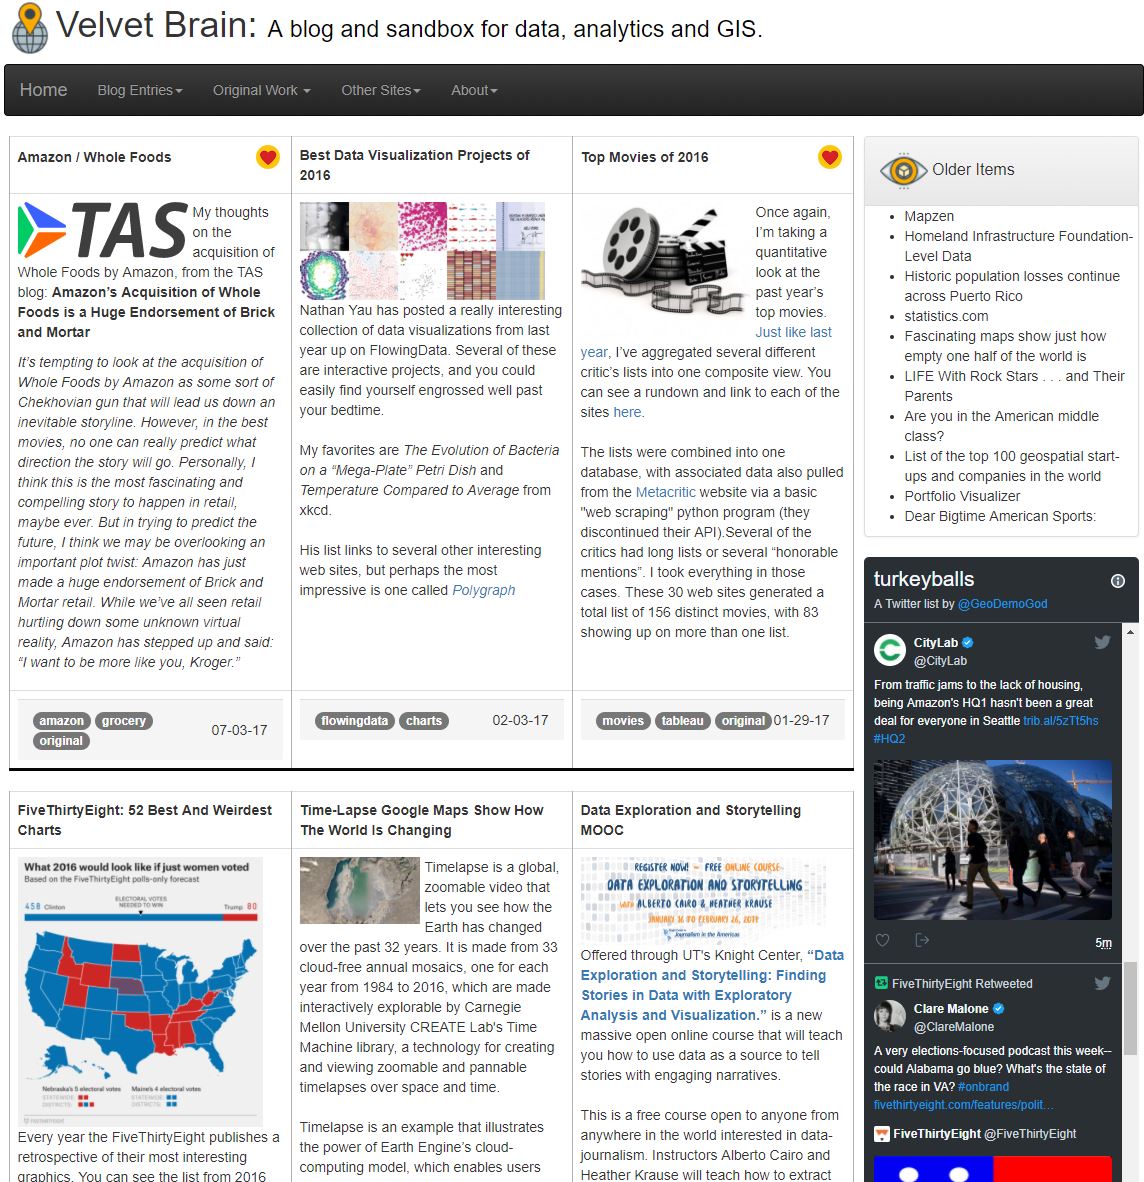 Velvet Brain: A blog and sandbox for data, analytics and GIS.
Home Blog Entries Original Work Other Sites About
Amazon / Whole Foods
TAS
My thoughts
on the
acquisition of
Whole Foods by Amazon, from the TAS
blog: Amazon’s Acquisition of Whole
Foods is a Huge Endorsement of Brick
and Mortar
It’s tempting to look at the acquisition of
Whole Foods by Amazon as some sort of
Chekhovian gun that will lead us down an
inevitable storyline. However, in the best
movies, no one can really predict what
direction the story will go. Personally, I
think this is the most fascinating and
compelling story to happen in retail,
maybe ever. But in trying to predict the
future, I think we may be overlooking an
important plot twist: Amazon has just
made a huge endorsement of Brick and
Mortar retail. While we’ve all seen retail
hurtling down some unknown virtual
reality, Amazon has stepped up and said:
“I want to be more like you, Kroger.”
amazon grocery
original
07-03-17
Best Data Visualization Projects of
2016
Nathan Yau has posted a really interesting
collection of data visualizations from last
year up on FlowingData. Several of these
are interactive projects, and you could
easily find yourself engrossed well past
your bedtime.
My favorites are The Evolution of Bacteria
on a “Mega-Plate” Petri Dish and
Temperature Compared to Average from
xkcd.
His list links to several other interesting
web sites, but perhaps the most
impressive is one called Polygraph
flowingdata charts
02-03-17
Top Movies of 2016
Once again,
I’m taking a
quantitative
look at the
past year’s
top movies.
Just like last
year, I’ve aggregated several different
critic’s lists into one composite view. You
can see a rundown and link to each of the
sites here.
The lists were combined into one
database, with associated data also pulled
from the Metacritic website via a basic
"web scraping" python program (they
discontinued their API).Several of the
critics had long lists or several “honorable
mentions”. I took everything in those
cases. These 30 web sites generated a
total list of 156 distinct movies, with 83
showing up on more than one list.
movies tableau original
01-29-17
FiveThirtyEight: 52 Best And Weirdest
Charts
What 2016 would look like if just women voted
Based on the FiveThirtyEight polls-only forecast
ELECTORAL VOTES
NEEDED TO WIN
458 Clinton
Trump 80
Nebraska's 5 electoral votes
Maine's 4 electoral votes
STATEWIDE:
STATEWIDE:
DISTRICTS:
DISTRICTS:
FIVETHIRTYEIGHT
Every year the FiveThirtyEight publishes a
retrospective of their most interesting
graphics. You can see the list from 2016
Time-Lapse Google Maps Show How
The World Is Changing
Timelapse is a global,
zoomable video that
lets you see how the
Earth has changed
over the past 32 years. It is made from 33
cloud-free annual mosaics, one for each
year from 1984 to 2016, which are made
interactively explorable by Carnegie
Mellon University CREATE Lab's Time
Machine library, a technology for creating
and viewing zoomable and pannable
timelapses over space and time.
Timelapse is an example that illustrates
the power of Earth Engine’s cloud-
computing model, which enables users
Data Exploration and Storytelling
MOOC
REGISTER NOW! - FREE ONLINE COURSE
DATA EXPLORATION AND STORYTELLING
WITH ALBERTO CAIRO & HEATHER KRAUSE
JANUARY 16 TO FEBRUARY 26, 2017
Journalism in the Americas
Offered through UT's Knight Center, “Data
Exploration and Storytelling: Finding
Stories in Data with Exploratory
Analysis and Visualization.” is a new
massive open online course that will teach
you how to use data as a source to tell
stories with engaging narratives.
This is a free course open to anyone from
anywhere in the world interested in data-
journalism. Instructors Alberto Cairo and
Heather Krause will teach how to extract
Older Items
Mapzen
Homeland Infrastructure Foundation-
Level Data
Historic population losses continue
across Puerto Rico
statistics.com
Fascinating maps show just how
empty one half of the world is
LIFE With Rock Stars . . . and Their
Parents
Are you in the American middle
class?
List of the top 100 geospatial start-
ups and companies in the world
Portfolio Visualizer
Dear Bigtime American Sports:
turkeyballs
A Twitter list by @GeoDemoGod
CityLab
@CityLab
From traffic jams to the lack of housing,
being Amazon's HQ1 hasn't been a great
deal for everyone in Seattle trib.al/5zTt5hs
#HQ2
5m
FiveThirtyEight Retweeted
Clare Malone
@ClareMalone
A very elections-focused podcast this week--
could Alabama go blue? What's the state of
the race in VA? #onbrand
fivethirtyeight.com/features/polit…
FiveThirtyEight @FiveThirtyEight